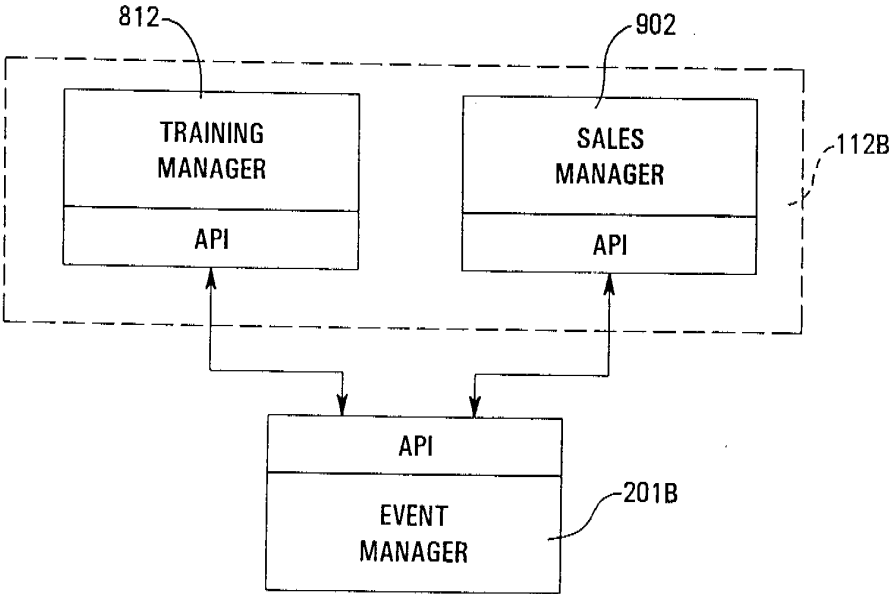 812
902
TRAINING
MANAGER
SALES
MANAGER
112B
API
API
API
201B
EVENT
MANAGER